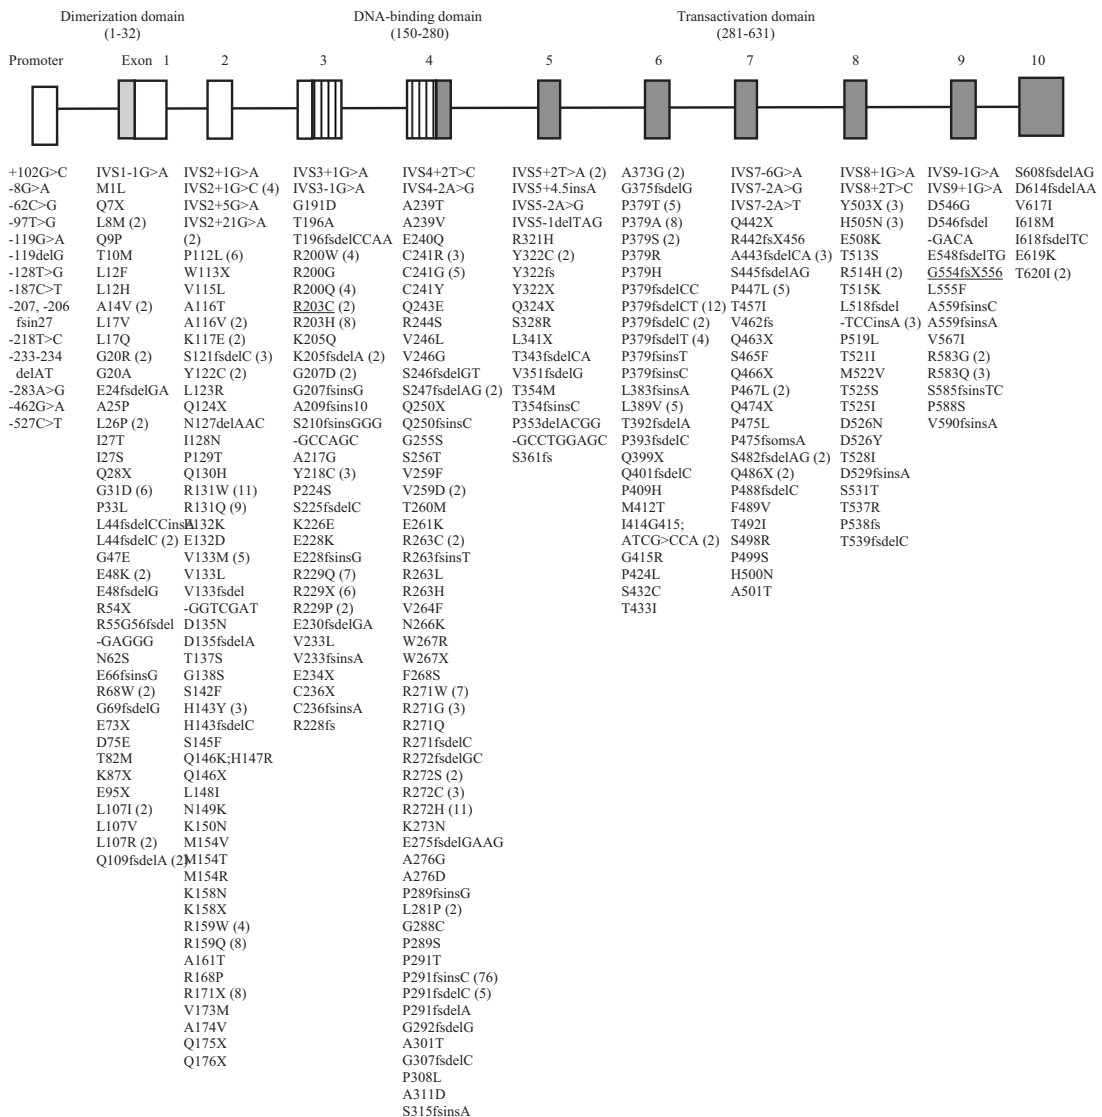 Dimerization domain
(1-32)
DNA-binding domain
(150-280)
Transactivation domain
(281-631)
Promoter
Exon 1
2
3
4
5
6
7
8
9
10
+102G>C
-8G>A
-62C>G
-97T>G
-119G>A
-119delG
-128T>G
-187C>T
-207, -206
fsin27
-218T>C
-233-234
delAT
-283A>G
-462G>A
-527C>T
IVS1-1G>A
M1L
Q7X
L8M (2)
Q9P
T10M
L12F
L12H
A14V (2)
L17V
L17Q
G20R (2)
G20A
E24fsdelGA
A25P
L26P (2)
I27T
I27S
Q28X
G31D (6)
P33L
L44fsdelCCinsA
L44fsdelC (2)
G47E
E48K (2)
E48fsdelG
R54X
R55G56fsdel
-GAGGG
N62S
E66fsinsG
R68W (2)
G69fsdelG
E73X
D75E
T82M
K87X
E95X
L107I (2)
L107V
L107R (2)
Q109fsdelA (2)
IVS2+1G>A
IVS2+1G>C (4)
IVS2+5G>A
IVS2+21G>A
(2)
P112L (6)
W113X
V115L
A116T
A116V (2)
K117E (2)
S121fsdelC (3)
Y122C (2)
L123R
Q124X
N127delAAC
I128N
P129T
Q130H
R131W (11)
R131Q (9)
E132K
E132D
V133M (5)
V133L
V133fsdel
-GGTCGAT
D135N
D135fsdelA
T137S
G138S
S142F
H143Y (3)
H143fsdelC
S145F
Q146K;H147R
Q146X
L148I
N149K
K150N
M154V
M154T
M154R
K158N
K158X
R159W (4)
R159Q (8)
A161T
R168P
R171X (8)
V173M
A174V
Q175X
Q176X
IVS3+1G>A
IVS3-1G>A
G191D
T196A
T196fsdelCCAA
R200W (4)
R200G
R200Q (4)
R203C (2)
R203H (8)
K205Q
K205fsdelA (2)
G207D (2)
G207fsinsG
A209fsins10
S210fsinsGGG
-GCCAGC
A217G
Y218C (3)
P224S
S225fsdelC
K226E
E228K
E228fsinsG
R229Q (7)
R229X (6)
R229P (2)
E230fsdelGA
V233L
V233fsinsA
E234X
C236X
C236fsinsA
R228fs
IVS4+2T>C
IVS4-2A>G
A239T
A239V
E240Q
C241R (3)
C241G (5)
C241Y
Q243E
R244S
V246L
V246G
S246fsdelGT
S247fsdelAG (2)
Q250X
Q250fsinsC
G255S
S256T
V259F
V259D (2)
T260M
E261K
R263C (2)
R263fsinsT
R263L
R263H
V264F
N266K
W267R
W267X
F268S
R271W (7)
R271G (3)
R271Q
R271fsdelC
R272fsdelGC
R272S (2)
R272C (3)
R272H (11)
K273N
E275fsdelGAAG
A276G
A276D
P289fsinsG
L281P (2)
G288C
P289S
P291T
P291fsinsC (76)
P291fsdelC (5)
P291fsdelA
G292fsdelG
A301T
G307fsdelC
P308L
A311D
S315fsinsA
IVS5+2T>A (2)
IVS5+4.5insA
IVS5-2A>G
IVS5-1delTAG
R321H
Y322C (2)
Y322fs
Y322X
Q324X
S328R
L341X
T343fsdelCA
V351fsdelG
T354M
T354fsinsC
P353delACGG
-GCCTGGAGC
S361fs
A373G (2)
G375fsdelG
P379T (5)
P379A (8)
P379S (2)
P379R
P379H
P379fsdelCC
P379fsdelCT (12)
P379fsdelC (2)
P379fsdelT (4)
P379fsinsT
P379fsinsC
L383fsinsA
L389V (5)
T392fsdelA
P393fsdelC
Q399X
Q401fsdelC
P409H
M412T
I414G415;
ATCG>CCA (2)
G415R
P424L
S432C
T433I
IVS7-6G>A
IVS7-2A>G
IVS7-2A>T
Q442X
R442fsX456
A443fsdelCA (3)
S445fsdelAG
P447L (5)
T457I
V462fs
Q463X
S465F
Q466X
P467L (2)
Q474X
P475L
P475fsomsA
S482fsdelAG (2)
Q486X (2)
P488fsdelC
F489V
T492I
S498R
P499S
H500N
A501T
IVS8+1G>A
IVS8+2T>C
Y503X (3)
H505N (3)
E508K
T513S
R514H (2)
T515K
L518fsdel
-TCCinsA (3)
P519L
T521I
M522V
T525S
T525I
D526N
D526Y
T528I
D529fsinsA
S531T
T537R
P538fs
T539fsdelC
IVS9-1G>A
IVS9+1G>A
D546G
D546fsdel
-GACA
E548fsdelTG
G554fsX556
L555F
A559fsinsC
A559fsinsA
V567I
R583G (2)
R583Q (3)
S585fsinsTC
P588S
V590fsinsA
S608fsdelAG
D614fsdelAA
V617I
I618M
I618fsdelTC
E619K
T620I (2)